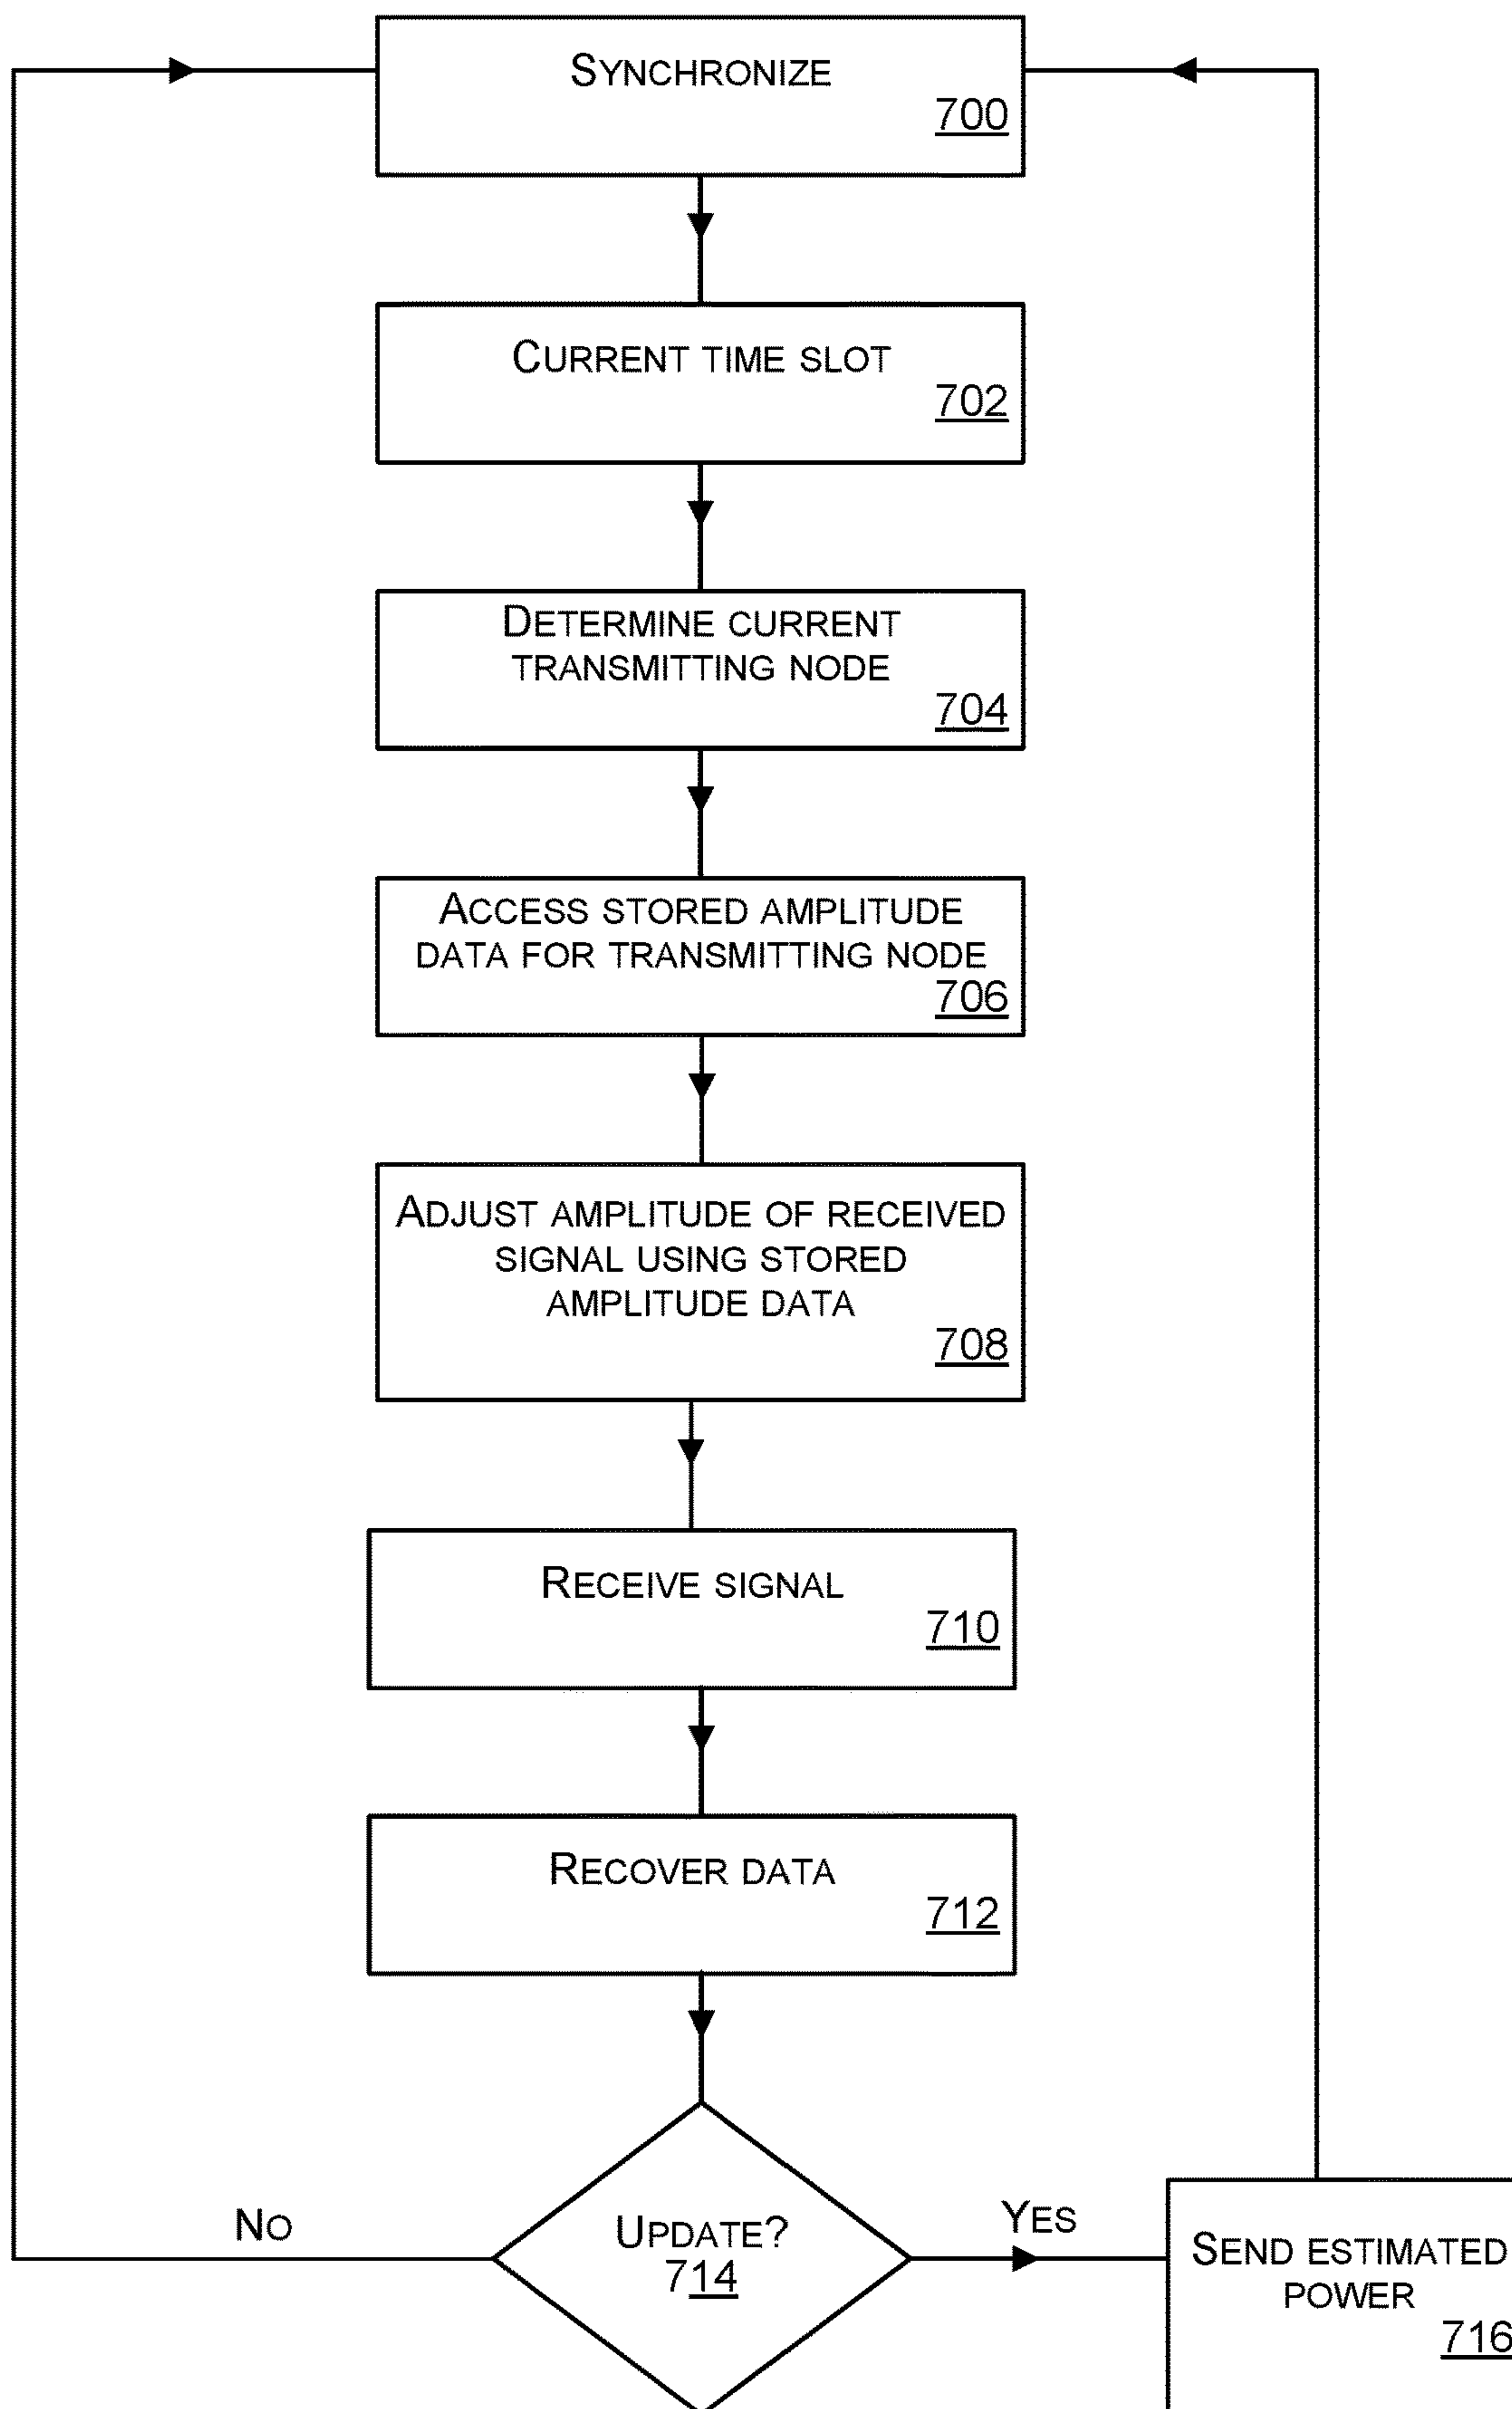 SYNCHRONIZE
700
CURRENT TIME SLOT
702
DETERMINE CURRENT
TRANSMITTING NODE
704
ACCESS STORED AMPLITUDE
DATA FOR TRANSMITTING NODE
706
ADJUST AMPLITUDE OF RECEIVED
SIGNAL USING STORED
AMPLITUDE DATA
708
RECEIVE SIGNAL
710
RECOVER DATA
712
NO
UPDATE?
714
YES
SEND ESTIMATED
POWER
716